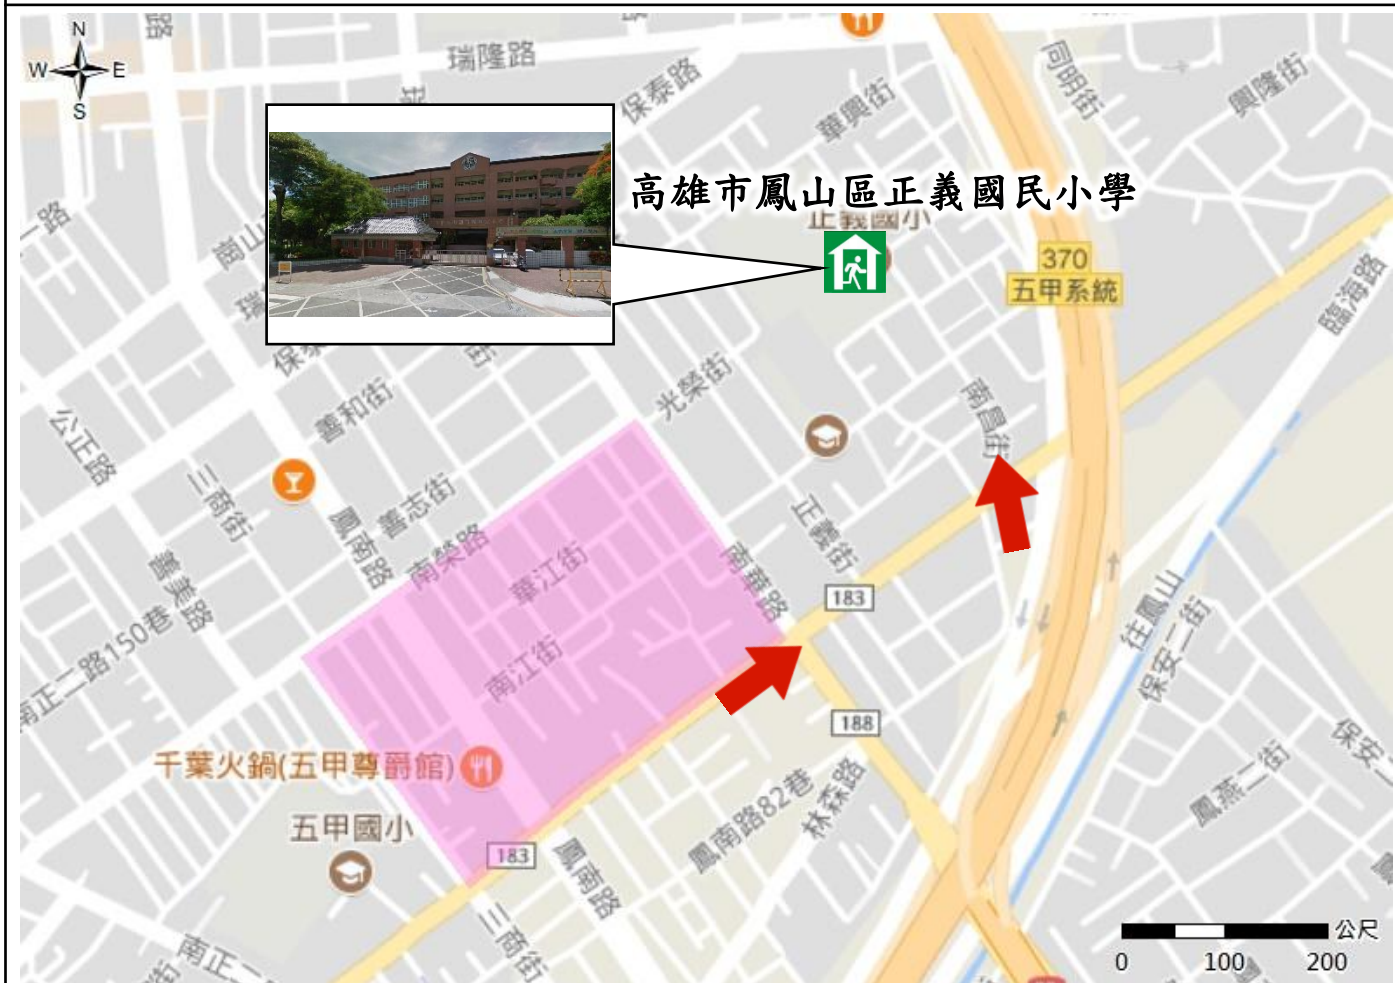 N
W E
S
瑞隆路
保泰路
華興街
同明街
興隆街
高雄市鳳山區正義國民小學
正義國小
370
五甲系統
臨海路
光榮街
南昌街
公正路
善和街
三商街
善志街
鳳南路
南榮路
華江街
正義街
南華路
善美路
183
往鳳山
保安二街
南正二路150巷
南江街
188
千葉火鍋(五甲尊爵館)
五甲國小
183
鳳南路
鳳南路82巷
林森路
鳳燕二街
三商街
公尺
0 100 200